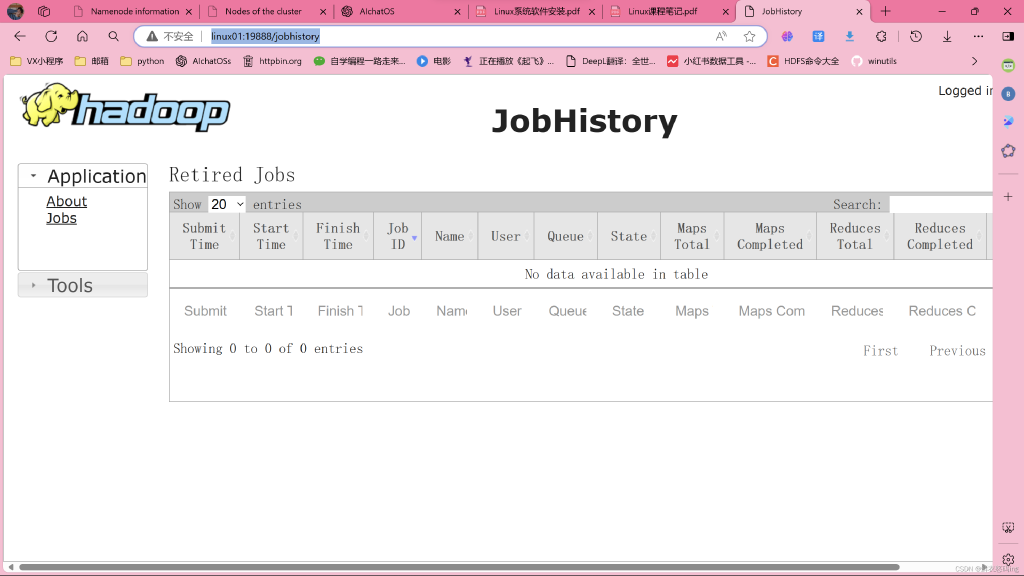 Namenode information
Nodes of the cluster
AIchatOS
Linux系统软件安装.pdf
Linux课程笔记.pdf
JobHistory
不安全
linux01:19888/jobhistory
VX小程序
邮箱
python
AIchatOSs
httpbin.org
自学编程一路走来...
电影
正在播放《起飞》...
DeepL翻译：全世...
小红书数据工具 -...
HDFS命令大全
winutils
hadoop
JobHistory
Logged in
Application
About
Jobs
Tools
Retired Jobs
Show 20 entries
Search:
Submit Time
Start Time
Finish Time
Job ID
Name
User
Queue
State
Maps Total
Maps Completed
Reduces Total
Reduces Completed
No data available in table
Submit
Start T
Finish T
Job
Name
User
Queue
State
Maps
Maps Com
Reduces
Reduces C
Showing 0 to 0 of 0 entries
First
Previous